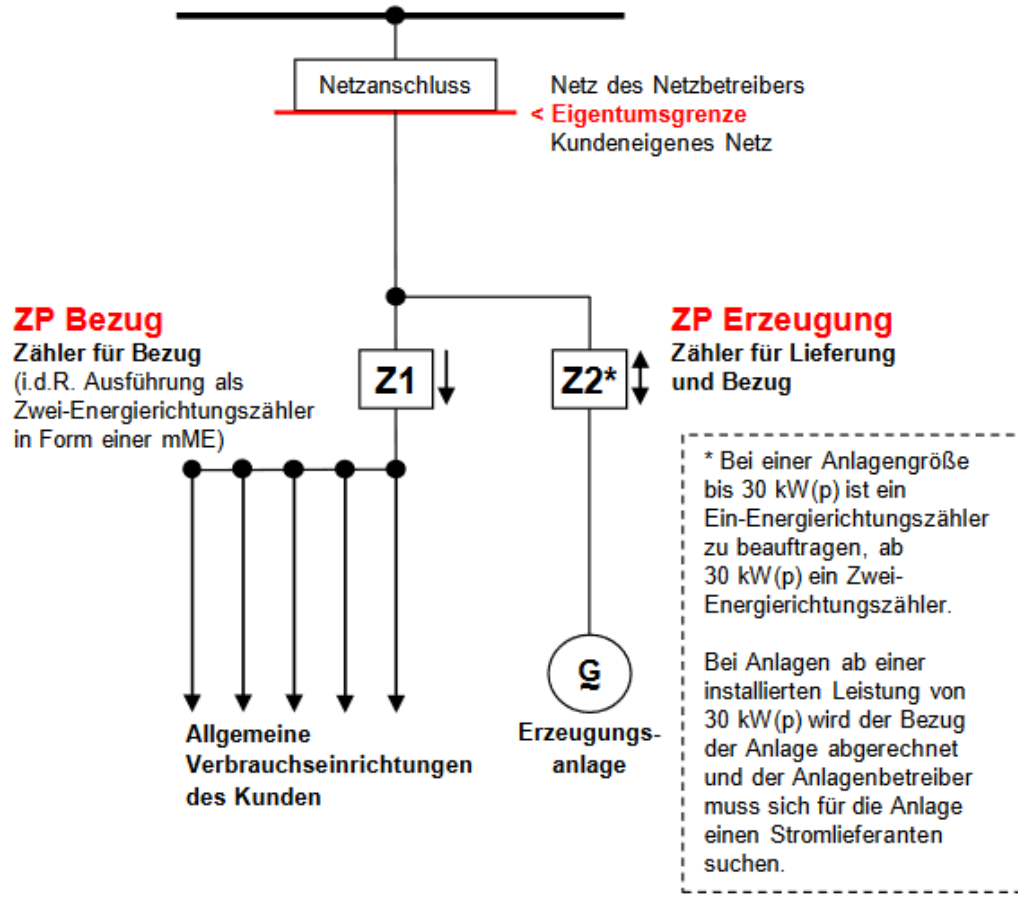 Netzanschluss
Netz des Netzbetreibers
< Eigentumsgrenze
Kundeneigenes Netz
ZP Bezug
Zähler für Bezug
(i.d.R. Ausführung als
Zwei-Energierichtungszähler
in Form einer mME)
Z1
Z2*
ZP Erzeugung
Zähler für Lieferung
und Bezug
* Bei einer Anlagengröße
bis 30 kW(p) ist ein
Ein-Energierichtungszähler
zu beauftragen, ab
30 kW(p) ein Zwei-
Energierichtungszähler.
Bei Anlagen ab einer
installierten Leistung von
30 kW(p) wird der Bezug
der Anlage abgerechnet
und der Anlagenbetreiber
muss sich für die Anlage
einen Stromlieferanten
suchen.
G
~
Allgemeine
Verbrauchseinrichtungen
des Kunden
Erzeugungs-
anlage